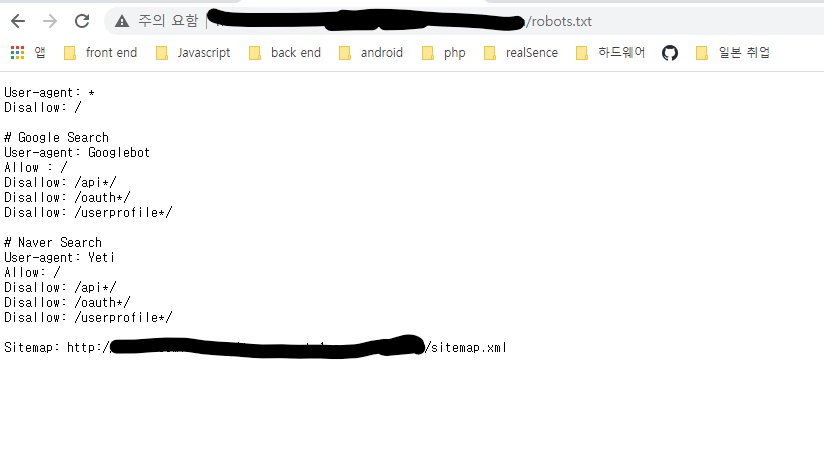 주의 요함 /robots.txt
앱 front end Javascript back end android php realSence 하드웨어 일본 취업
User-agent: *
Disallow: /
# Google Search
User-agent: Googlebot
Allow : /
Disallow: /api*/
Disallow: /oauth*/
Disallow: /userprofile*/
# Naver Search
User-agent: Yeti
Allow: /
Disallow: /api*/
Disallow: /oauth*/
Disallow: /userprofile*/
Sitemap: http:/ /sitemap.xml